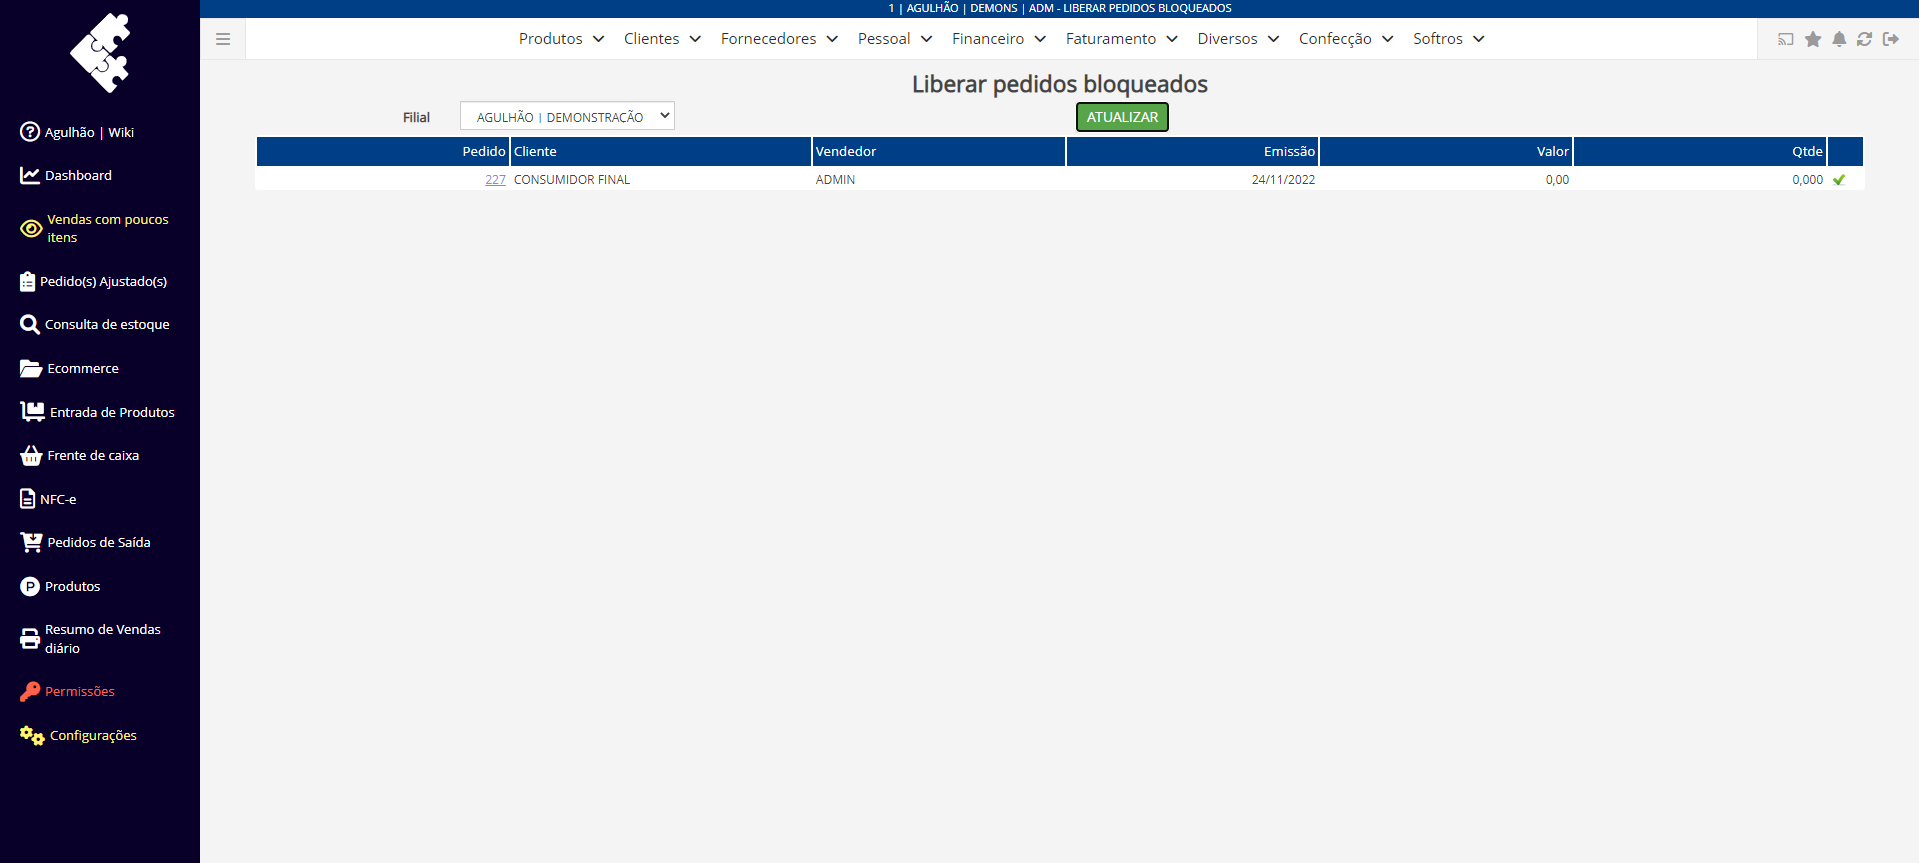 1 | AGULHÃO | DEMONS | ADM - LIBERAR PEDIDOS BLOQUEADOS
Produtos Clientes Fornecedores Pessoal Financeiro Faturamento Diversos Confecção Softros
Agulhão | Wiki
Dashboard
Vendas com poucos
itens
Pedido(s) Ajustado(s)
Consulta de estoque
Ecommerce
Entrada de Produtos
Frente de caixa
NFC-e
Pedidos de Saída
P Produtos
Resumo de Vendas
diário
Permissões
Configurações
Liberar pedidos bloqueados
Filial AGULHÃO | DEMONSTRAÇÃO ATUALIZAR
Pedido Cliente Vendedor Emissão Valor Qtde
227 CONSUMIDOR FINAL ADMIN 24/11/2022 0,00 0,000